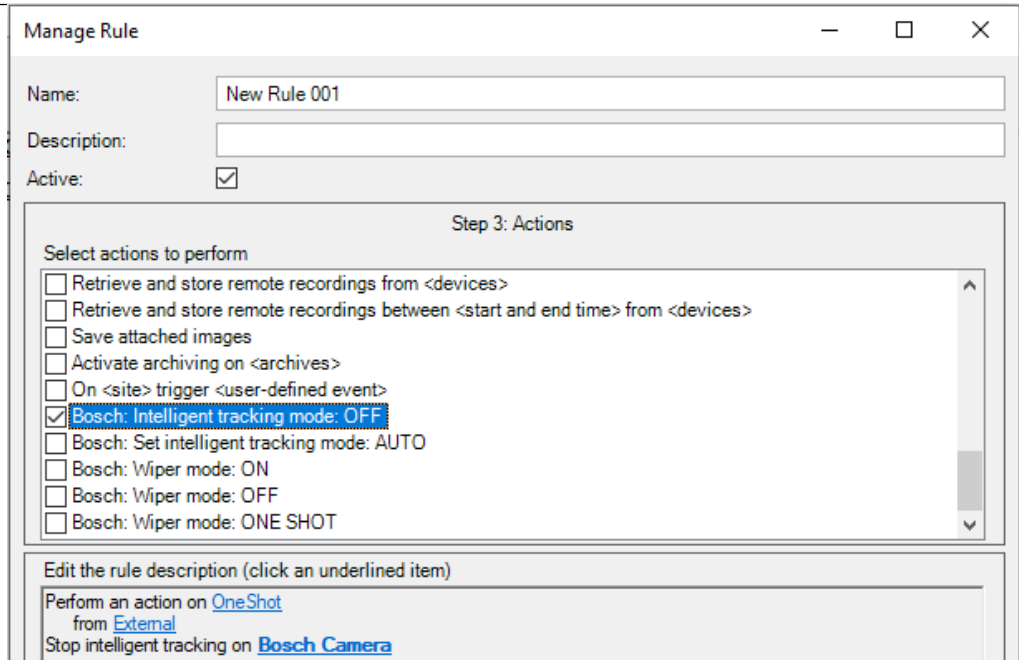 Manage Rule
Name: New Rule 001
Description:
Active:
Step 3: Actions
Select actions to perform
Retrieve and store remote recordings from <devices>
Retrieve and store remote recordings between <start and end time> from <devices>
Save attached images
Activate archiving on <archives>
On <site> trigger <user-defined event>
Bosch: Intelligent tracking mode: OFF
Bosch: Set intelligent tracking mode: AUTO
Bosch: Wiper mode: ON
Bosch: Wiper mode: OFF
Bosch: Wiper mode: ONE SHOT
Edit the rule description (click an underlined item)
Perform an action on OneShot
from External
Stop intelligent tracking on Bosch Camera